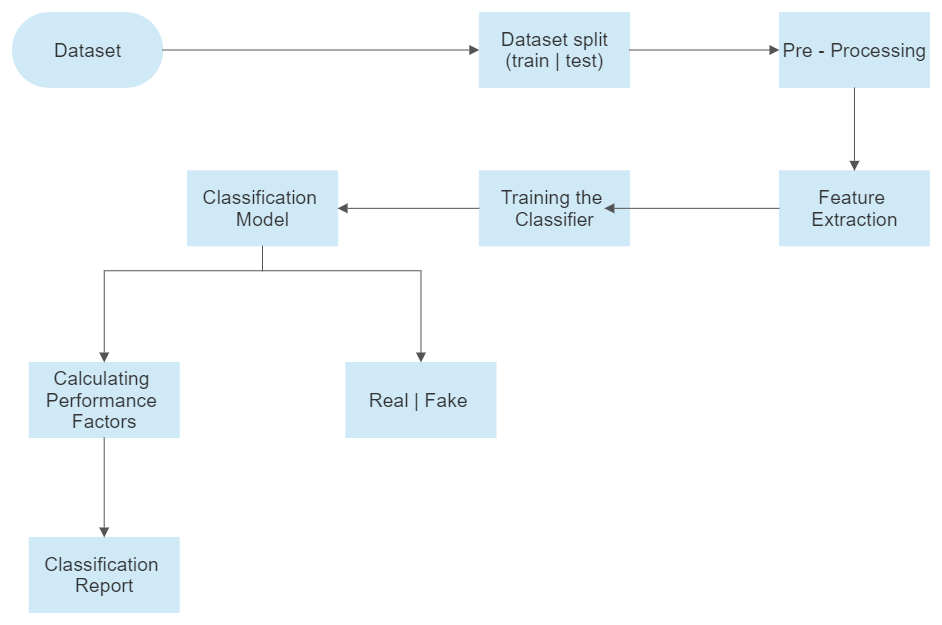 Dataset
Dataset split
(train | test)
Pre - Processing
Classification
Model
Training the
Classifier
Feature
Extraction
Calculating
Performance
Factors
Real | Fake
Classification
Report